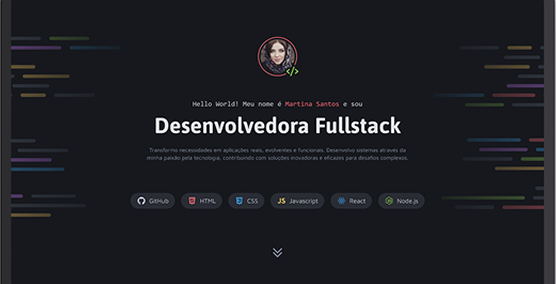 Hello World! Meu nome é Martina Santos e sou
Desenvolvedora Fullstack
Transformo necessidades em aplicações reais, evolventes e funcionais. Desenvolvo sistemas através da
minha paixão pela tecnologia, contribuindo com soluções inovadoras e eficazes para desafios complexos.
GitHub HTML CSS JS Javascript React Node.js